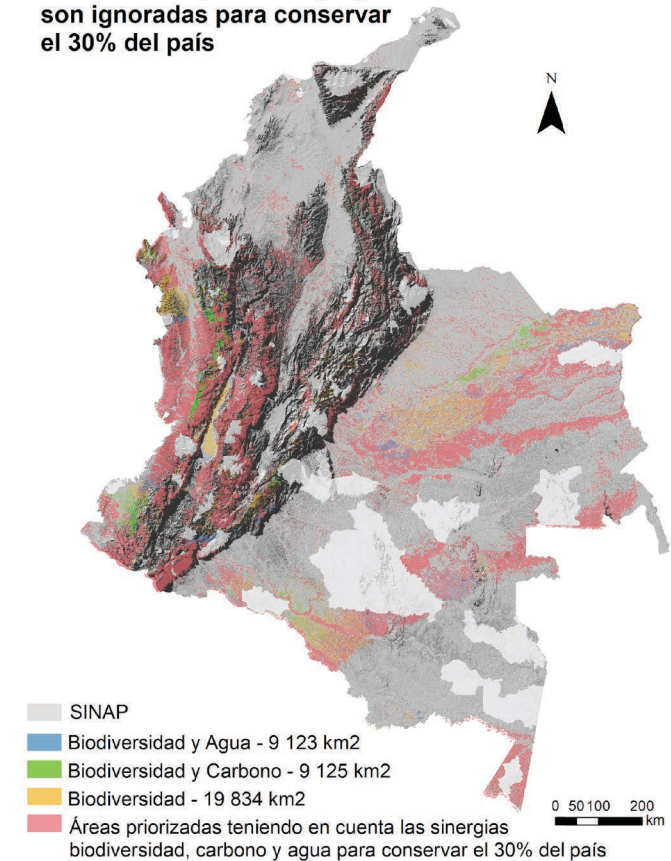 son ignoradas para conservar
el 30% del país
N
SINAP
Biodiversidad y Agua - 9 123 km2
Biodiversidad y Carbono - 9 125 km2
Biodiversidad - 19 834 km2
Áreas priorizadas teniendo en cuenta las sinergias
biodiversidad, carbono y agua para conservar el 30% del país
0 50 100 200
km